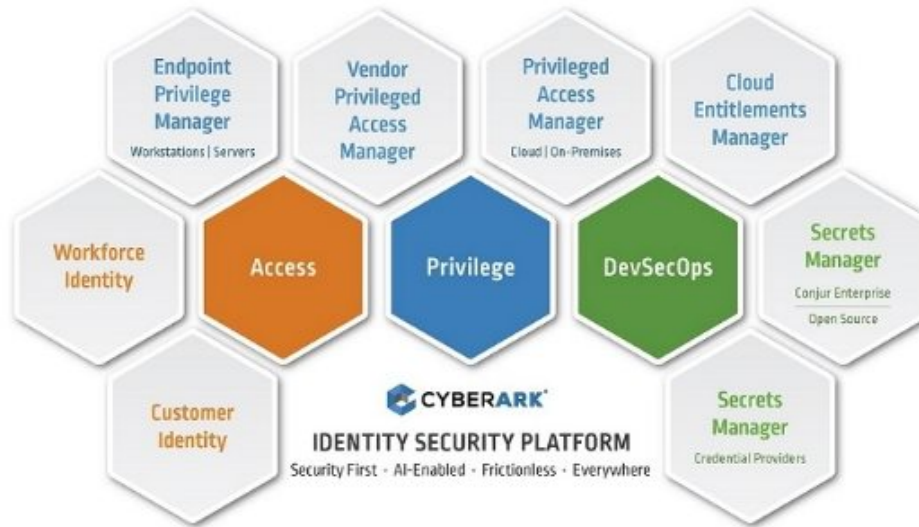 Endpoint
Privilege
Manager
Workstations | Servers
Vendor
Privileged
Access
Manager
Privileged
Access
Manager
Cloud | On-Premises
Cloud
Entitlements
Manager
Workforce
Identity
Access
Privilege
DevSecOps
Secrets
Manager
Conjur Enterprise
Open Source
Customer
Identity
CYBERARK®
IDENTITY SECURITY PLATFORM
Security First · AI-Enabled · Frictionless · Everywhere
Secrets
Manager
Credential Providers